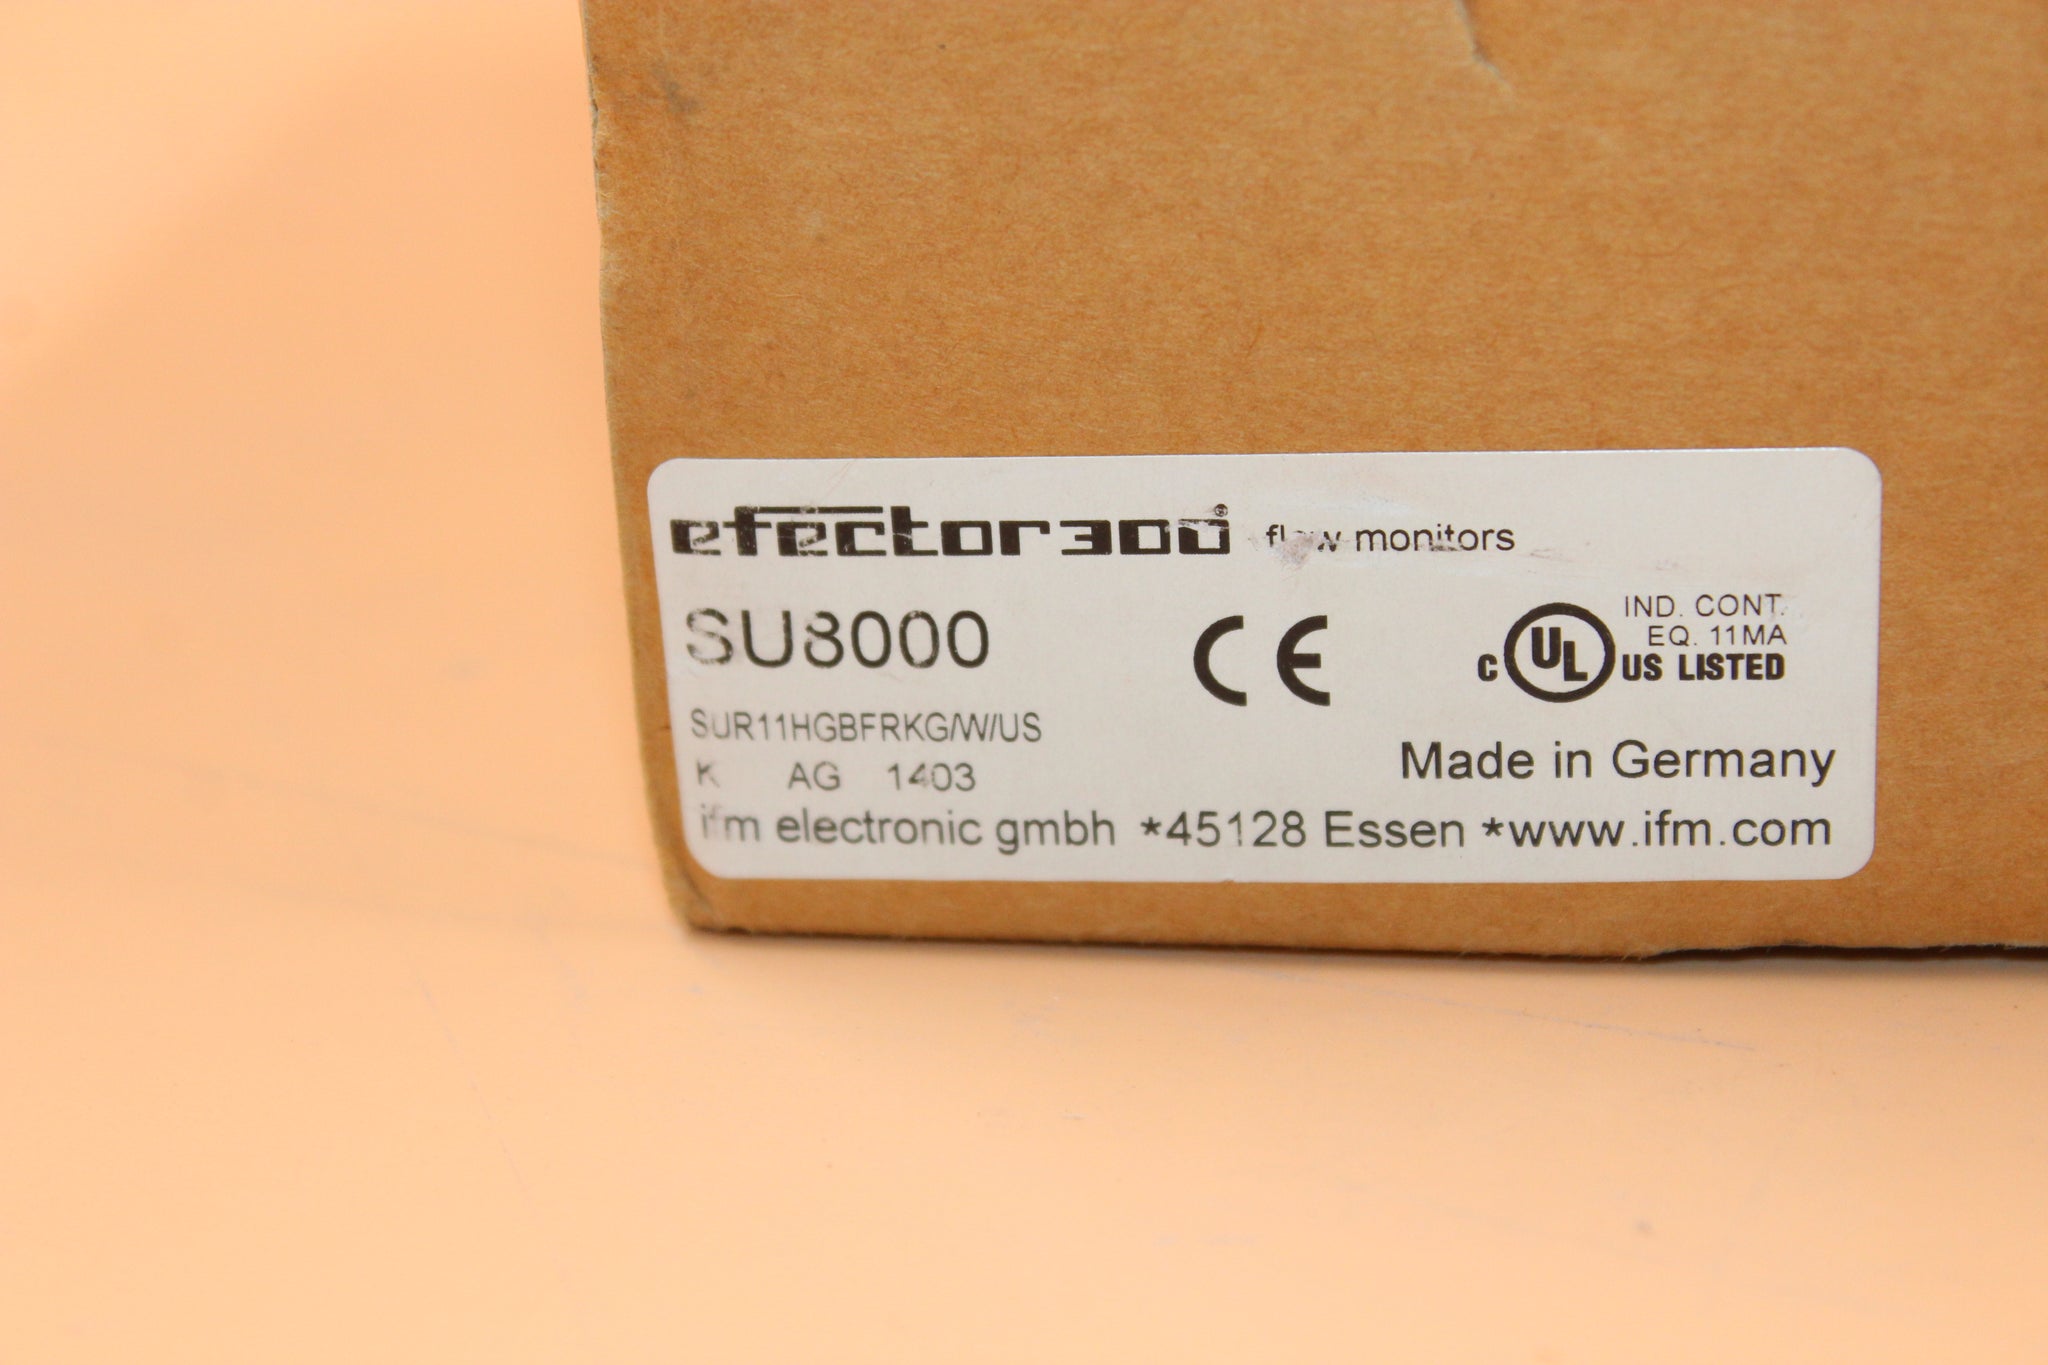 efector300® flow monitors
SU8000
CE
IND. CONT.
EQ. 11MA
C UL US LISTED
SUR11HGBFRKG/W/US
K AG 1403
Made in Germany
ifm electronic gmbh *45128 Essen *www.ifm.com